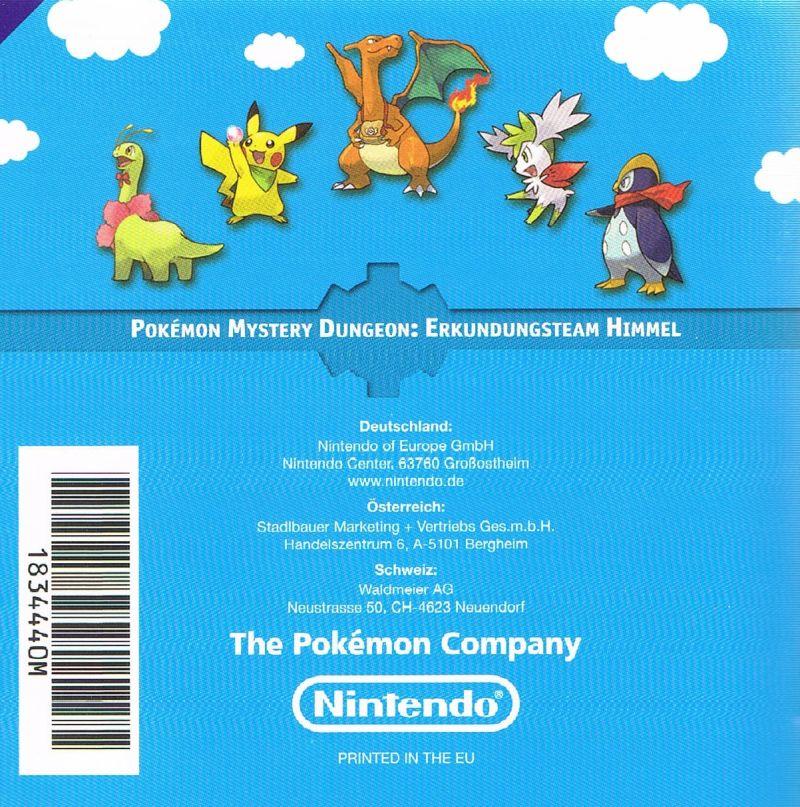 POKÉMON MYSTERY DUNGEON: ERKUNDUNGSTEAM HIMMEL
Deutschland:
Nintendo of Europe GmbH
Nintendo Center, 63760 Großostheim
www.nintendo.de
Österreich:
Stadlbauer Marketing + Vertriebs Ges.m.b.H.
Handelszentrum 6, A-5101 Bergheim
Schweiz:
Waldmeier AG
Neustrasse 50, CH-4623 Neuendorf
The Pokémon Company
Nintendo®
PRINTED IN THE EU
1834440M